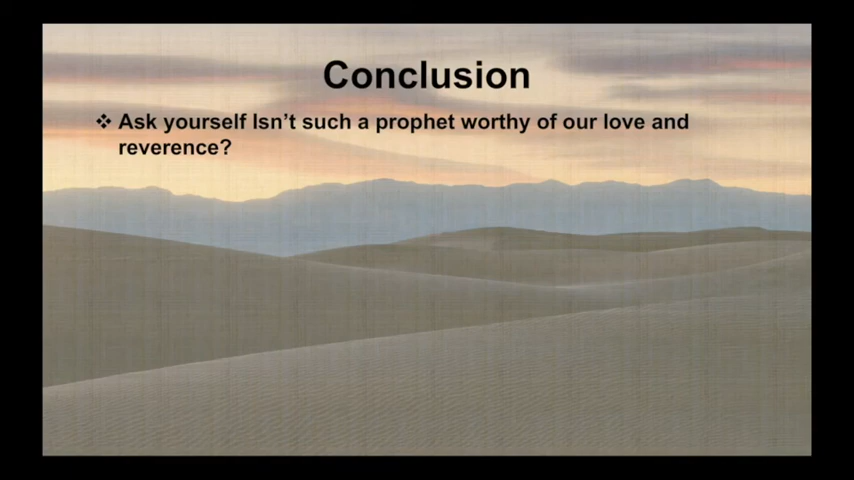 Conclusion
❖ Ask yourself Isn't such a prophet worthy of our love and
reverence?